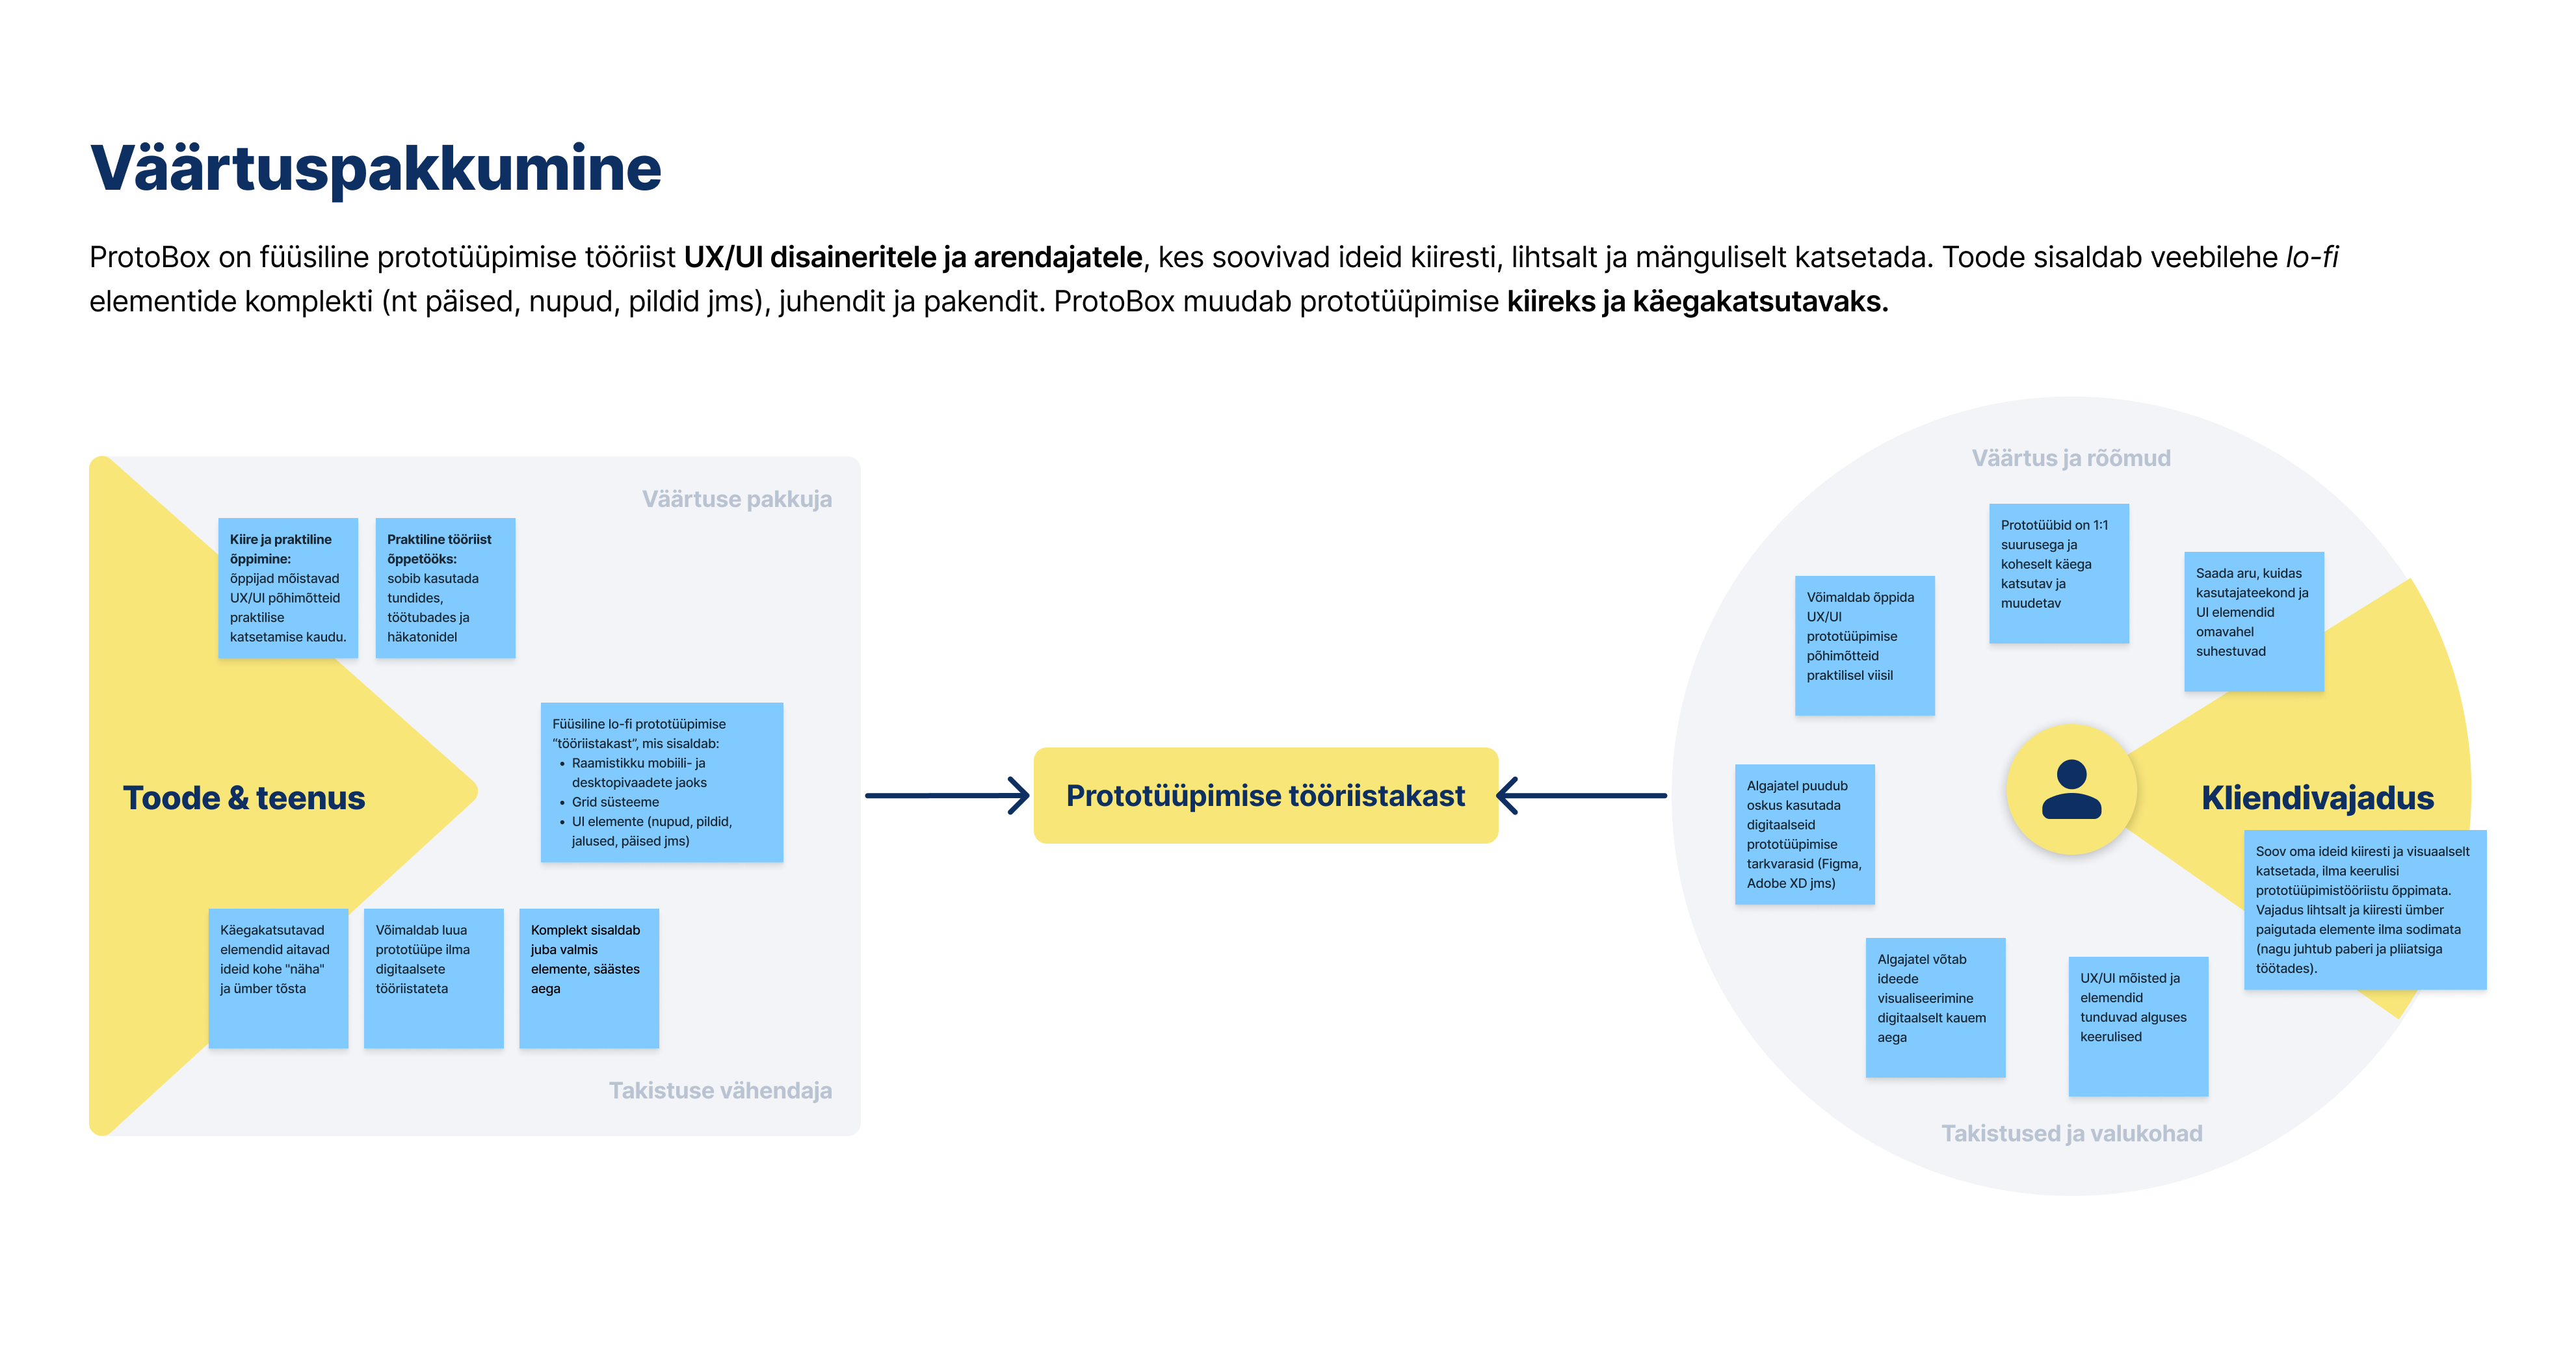 Väärtuspakkumine
ProtoBox on füüsiline prototüüpimise tööriist UX/UI disaineritele ja arendajatele, kes soovivad ideid kiiresti, lihtsalt ja mänguliselt katsetada. Toode sisaldab veebilehe lo-fi
elementide komplekti (nt päised, nupud, pildid jms), juhendit ja pakendit. ProtoBox muudab prototüüpimise kiireks ja käegakatsutavaks.
Väärtuse pakkuja
Kiire ja praktiline
õppimine:
õppijad mõistavad
UX/UI põhimõtteid
praktilise
katsetamise kaudu.
Praktiline tööriist
õppetööks:
sobib kasutada
tundides,
töötubades ja
häkatonidel
Füüsiline lo-fi prototüüpimise
“tööriistakast”, mis sisaldab:
• Raamistikku mobiili- ja
desktopivaadete jaoks
• Grid süsteeme
• UI elemente (nupud, pildid,
jalused, päised jms)
Toode & teenus
Käegakatsutavad
elemendid aitavad
ideid kohe "näha"
ja ümber tõsta
Võimaldab luua
prototüüpe ilma
digitaalsete
tööriistateta
Komplekt sisaldab
juba valmis
elemente, säästes
aega
Takistuse vähendaja
Prototüüpimise tööriistakast
Väärtus ja rõõmud
Prototüübid on 1:1
suurusega ja
koheselt käega
katsutav ja
muudetav
Võimaldab õppida
UX/UI
prototüüpimise
põhimõtteid
praktilisel viisil
Saada aru, kuidas
kasutajateekond ja
UI elemendid
omavahel
suhestuvad
Algajatel puudub
oskus kasutada
digitaalseid
prototüüpimise
tarkvarasid (Figma,
Adobe XD jms)
Kliendivajadus
Soov oma ideid kiiresti ja visuaalselt
katsetada, ilma keerulisi
prototüüpimistööriistu õppimata.
Vajadus lihtsalt ja kiiresti ümber
paigutada elemente ilma sodimata
(nagu juhtub paberi ja pliiatsiga
töötades).
Algajatel võtab
ideede
visualiseerimine
digitaalselt kauem
aega
UX/UI mõisted ja
elemendid
tunduvad alguses
keerulised
Takistused ja valukohad